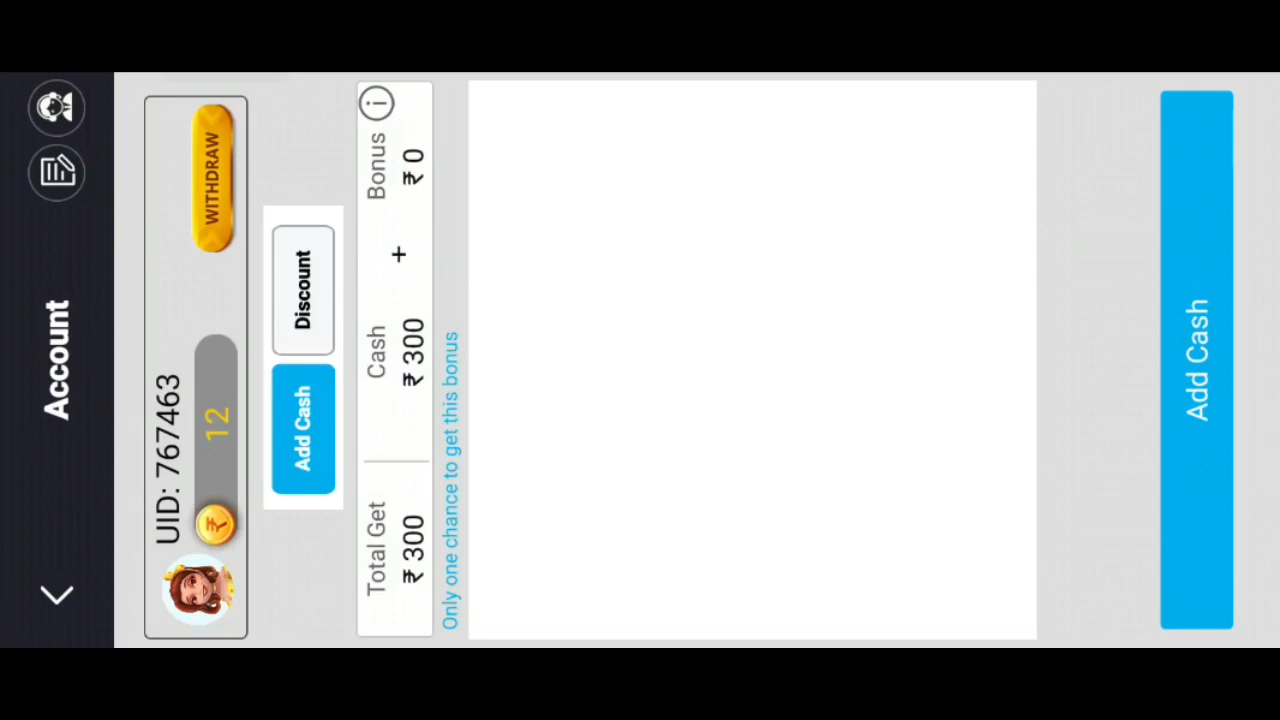 Account
UID: 767463
12
WITHDRAW
Add Cash
Discount
Total Get
Cash
Bonus
₹ 300
₹ 300
+
₹ 0
Only one chance to get this bonus
Add Cash